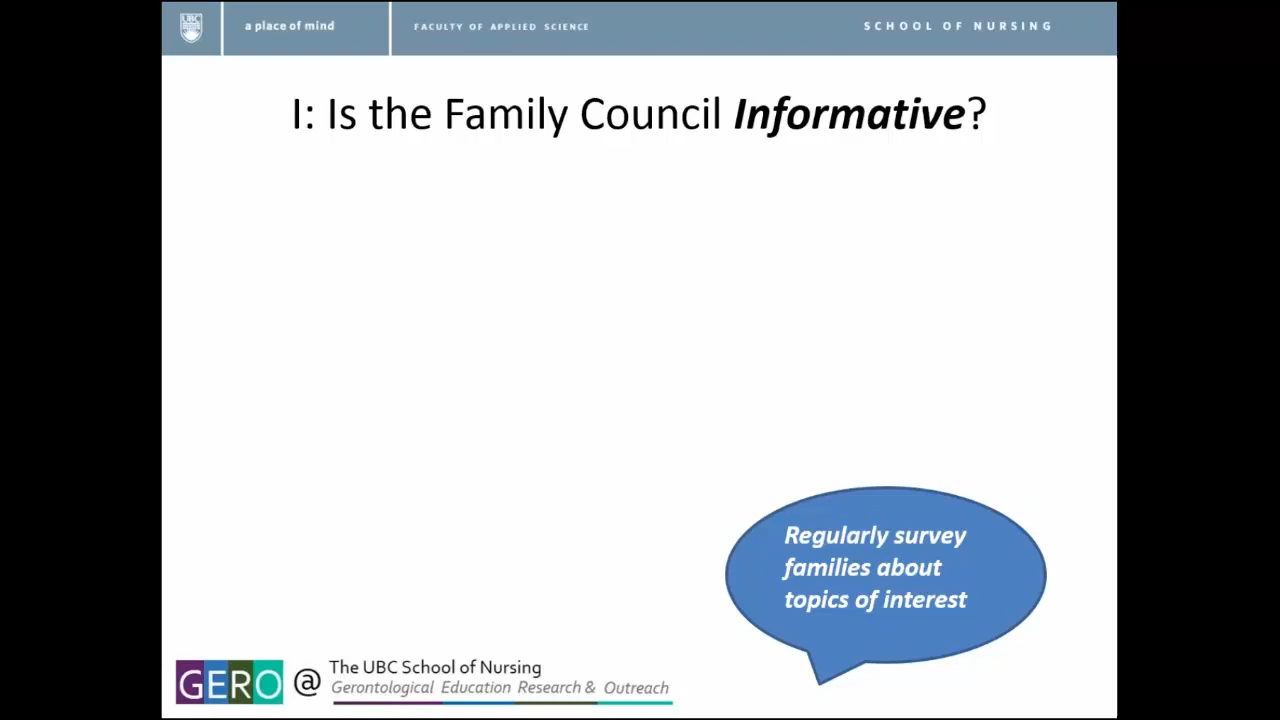 UBC
a place of mind
FACULTY OF APPLIED SCIENCE
SCHOOL OF NURSING
I: Is the Family Council Informative?
Regularly survey
families about
topics of interest
GERO @ The UBC School of Nursing
Gerontological Education Research & Outreach